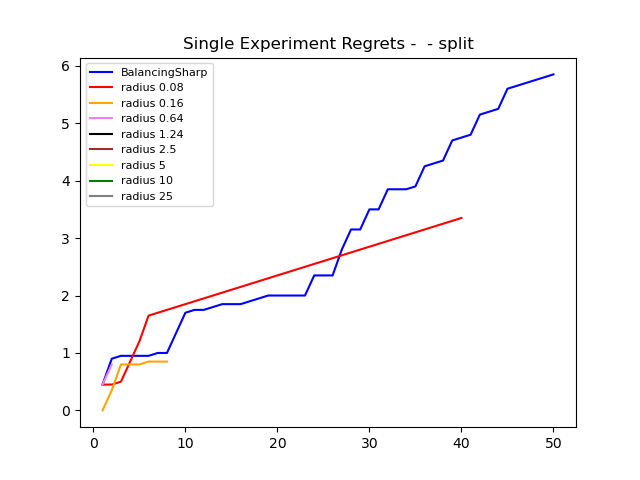 Single Experiment Regrets -  - split
BalancingSharp
radius 0.08
radius 0.16
radius 0.64
radius 1.24
radius 2.5
radius 5
radius 10
radius 25
6
5
4
3
2
1
0
0 10 20 30 40 50